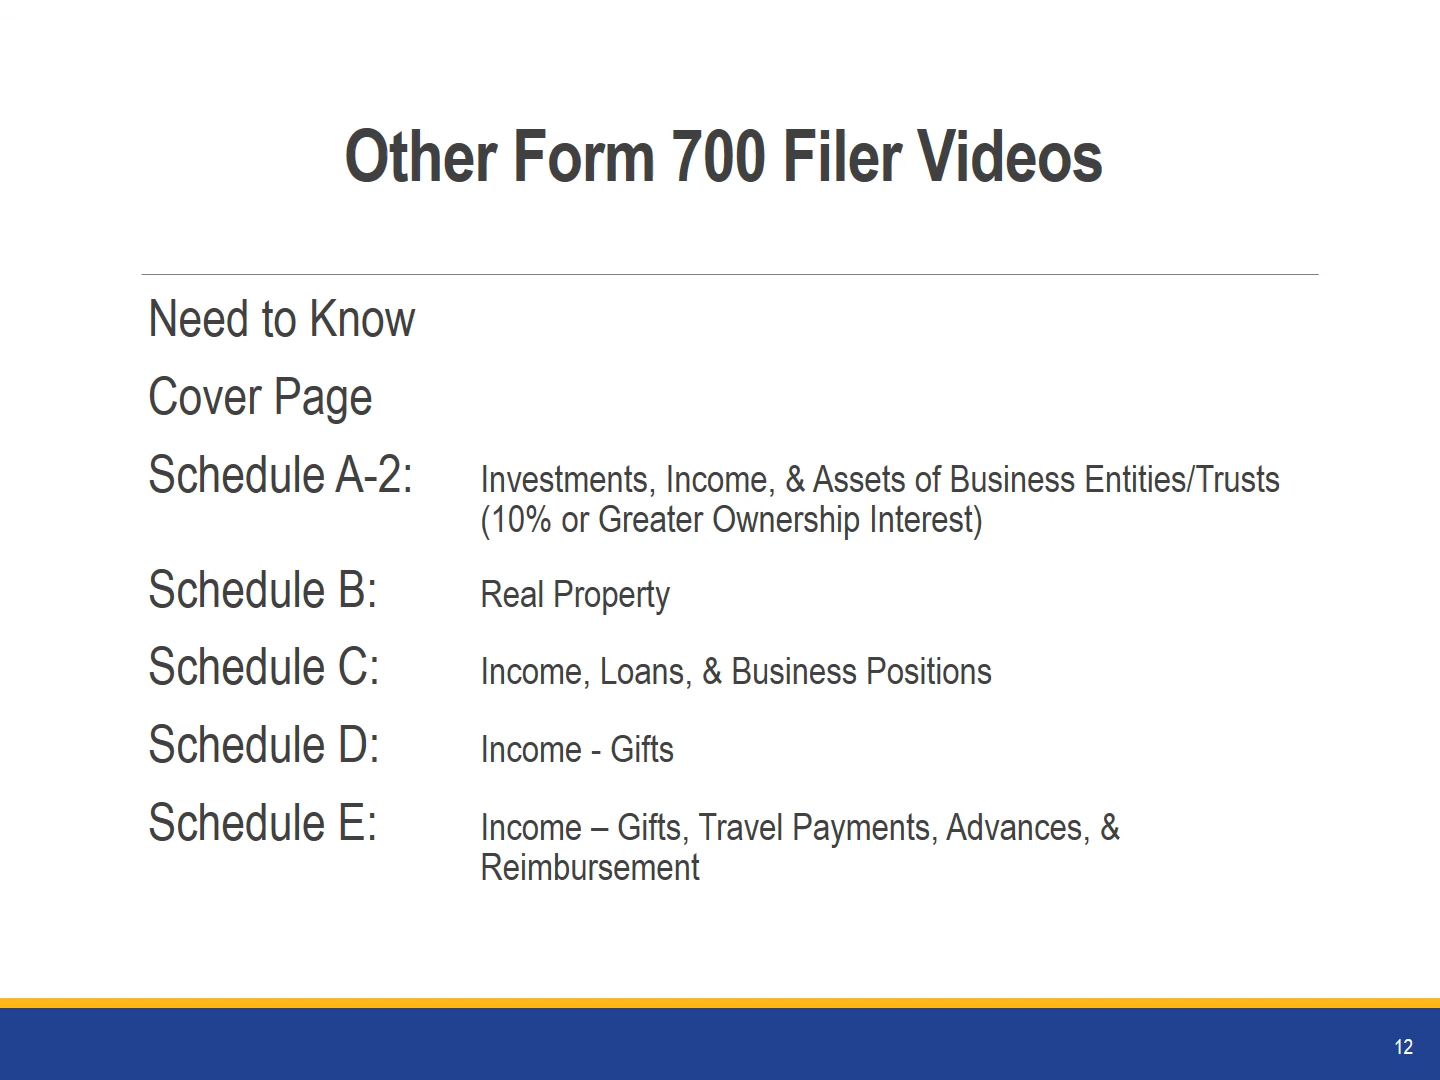 Other Form 700 Filer Videos
Need to Know
Cover Page
Schedule A-2: Investments, Income, & Assets of Business Entities/Trusts
(10% or Greater Ownership Interest)
Schedule B: Real Property
Schedule C: Income, Loans, & Business Positions
Schedule D: Income - Gifts
Schedule E: Income – Gifts, Travel Payments, Advances, &
Reimbursement
12